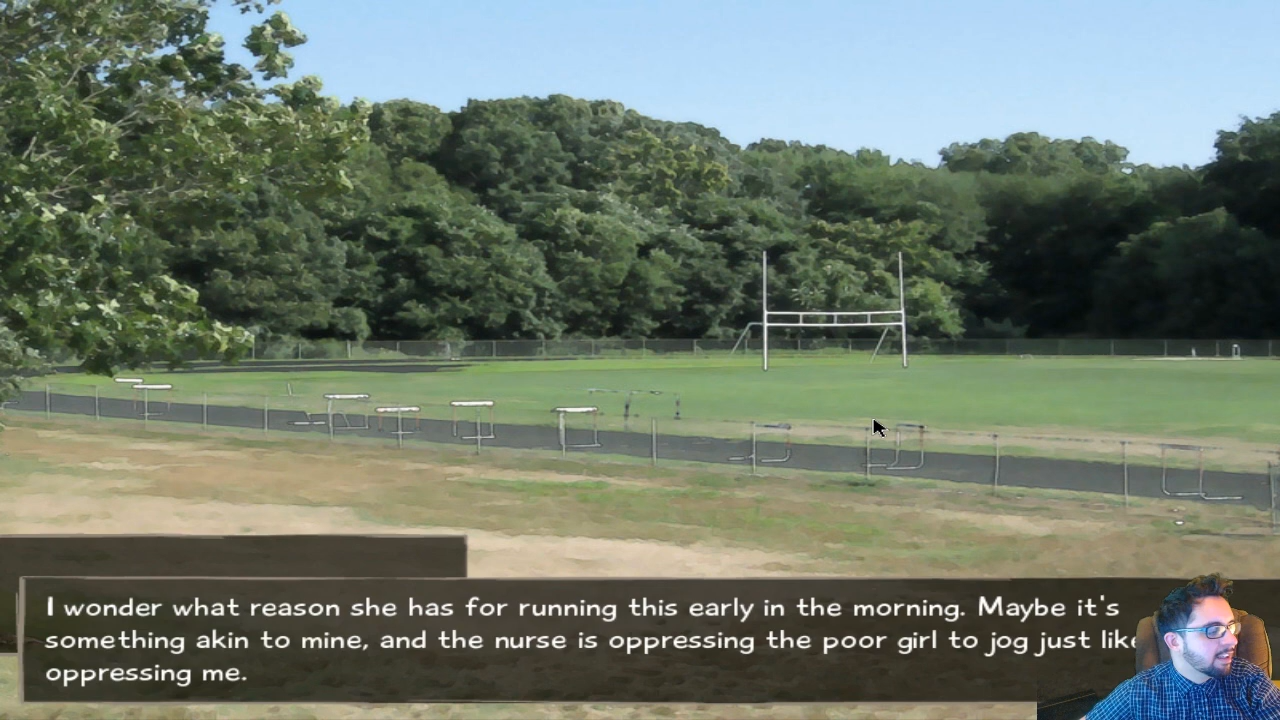 I wonder what reason she has for running this early in the morning. Maybe it's
something akin to mine, and the nurse is oppressing the poor girl to jog just like
oppressing me.